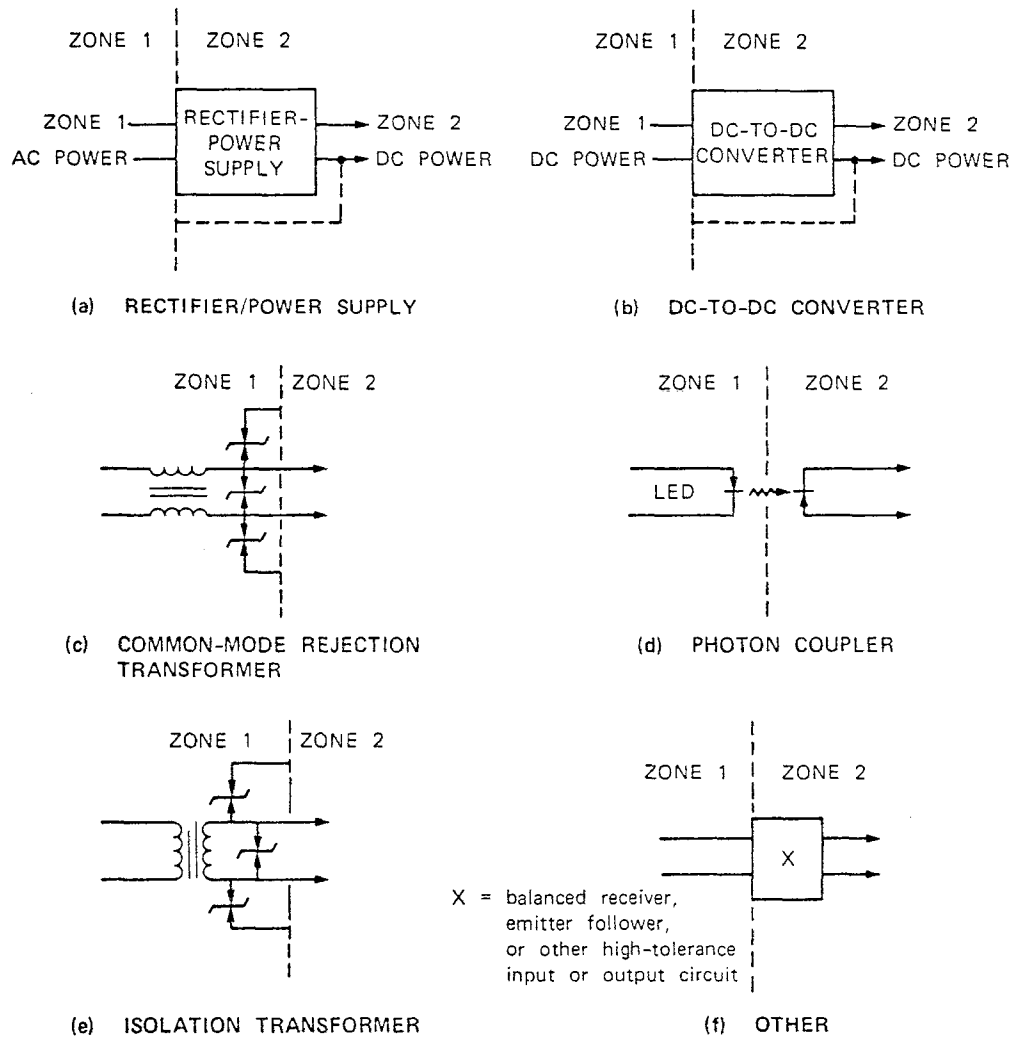 ZONE 1 ZONE 2
ZONE 1 RECTIFIER- ZONE 2
POWER
AC POWER SUPPLY DC POWER
(a) RECTIFIER/POWER SUPPLY
ZONE 1 ZONE 2
ZONE 1 DC-TO-DC ZONE 2
DC POWER CONVERTER DC POWER
(b) DC-TO-DC CONVERTER
ZONE 1 ZONE 2
(c) COMMON-MODE REJECTION
TRANSFORMER
ZONE 1 ZONE 2
LED
(d) PHOTON COUPLER
ZONE 1 ZONE 2
(e) ISOLATION TRANSFORMER
ZONE 1 ZONE 2
X
X = balanced receiver,
emitter follower,
or other high-tolerance
input or output circuit
(f) OTHER